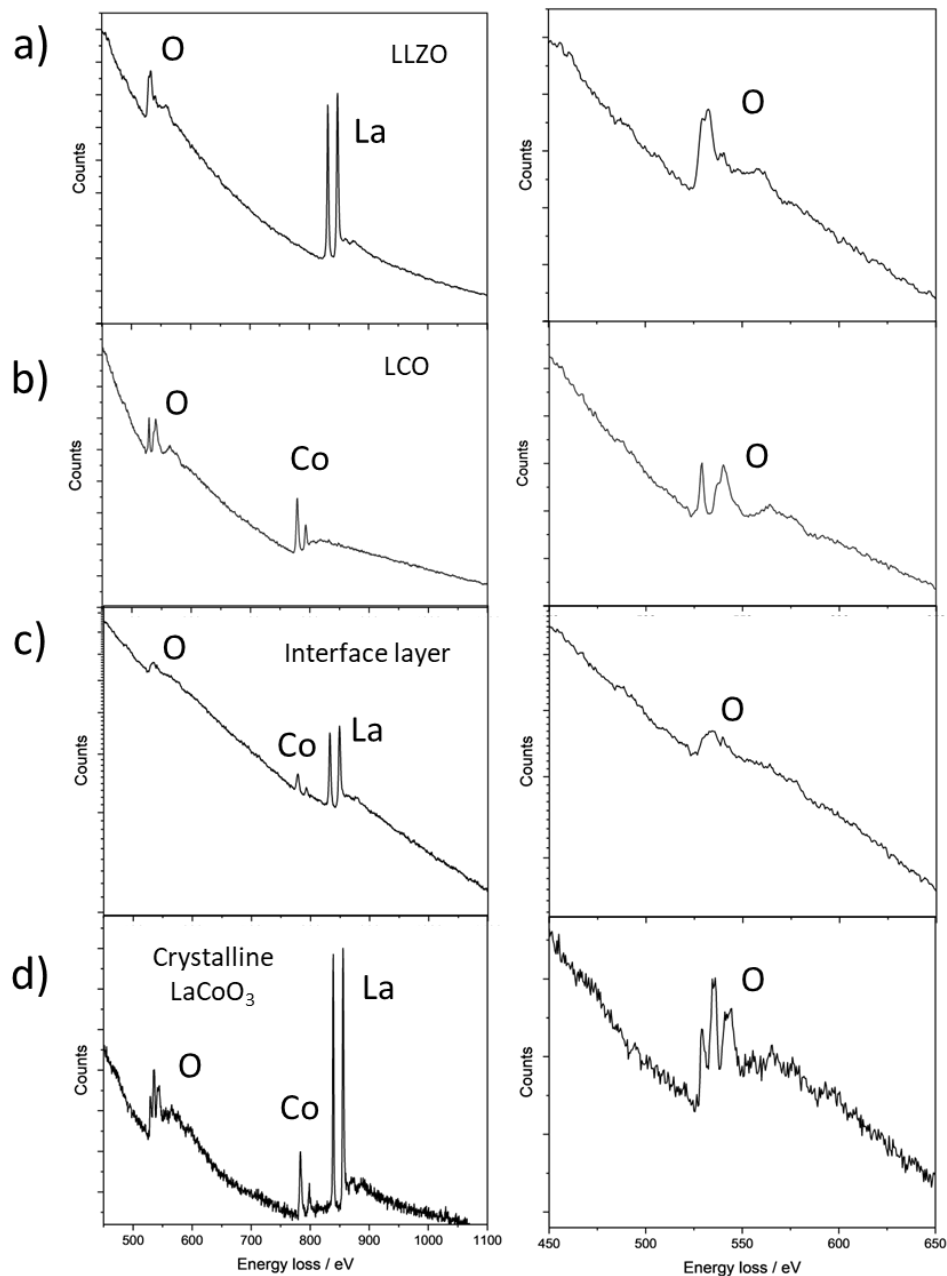 a)
O
LLZO
La
Counts
O
Counts
b)
LCO
O
Co
Counts
O
Counts
c)
O
Interface layer
Co
La
Counts
O
Counts
d)
Crystalline
LaCoO3
La
O
Co
Counts
500 600 700 800 900 1000 1100
Energy loss / eV
O
Counts
450 500 550 600 650
Energy loss / eV